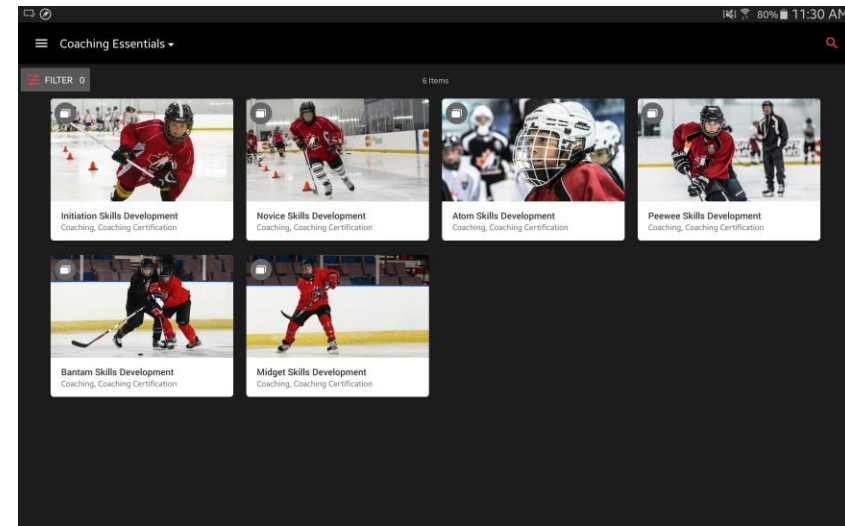 80% 11:30 AM
Coaching Essentials
FILTER 0
6 Items
Initiation Skills Development
Coaching, Coaching Certification
Novice Skills Development
Coaching, Coaching Certification
Atom Skills Development
Coaching, Coaching Certification
Peewee Skills Development
Coaching, Coaching Certification
Bantam Skills Development
Coaching, Coaching Certification
Midget Skills Development
Coaching, Coaching Certification